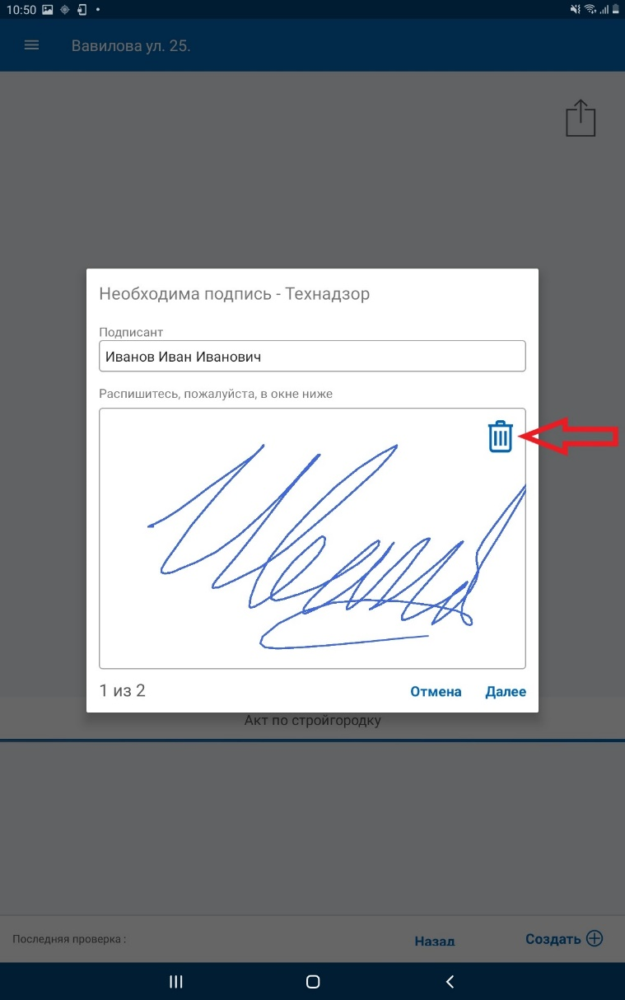 10:50
Вавилова ул. 25.
Необходима подпись - Технадзор
Подписант
Иванов Иван Иванович
Распишитесь, пожалуйста, в окне ниже
1 из 2
Отмена
Далее
Акт по стройгородку
Последняя проверка :
Назад
Создать